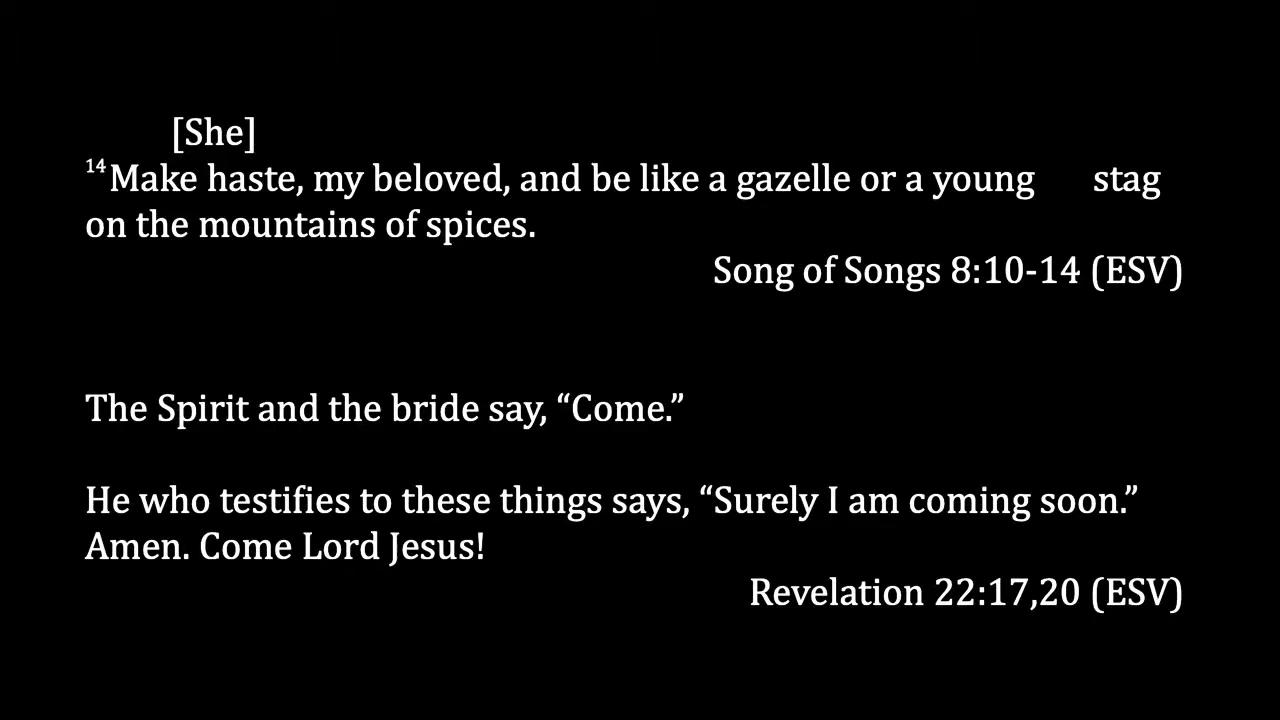 [She]
14Make haste, my beloved, and be like a gazelle or a young stag
on the mountains of spices.
Song of Songs 8:10-14 (ESV)
The Spirit and the bride say, “Come.”
He who testifies to these things says, “Surely I am coming soon.”
Amen. Come Lord Jesus!
Revelation 22:17,20 (ESV)